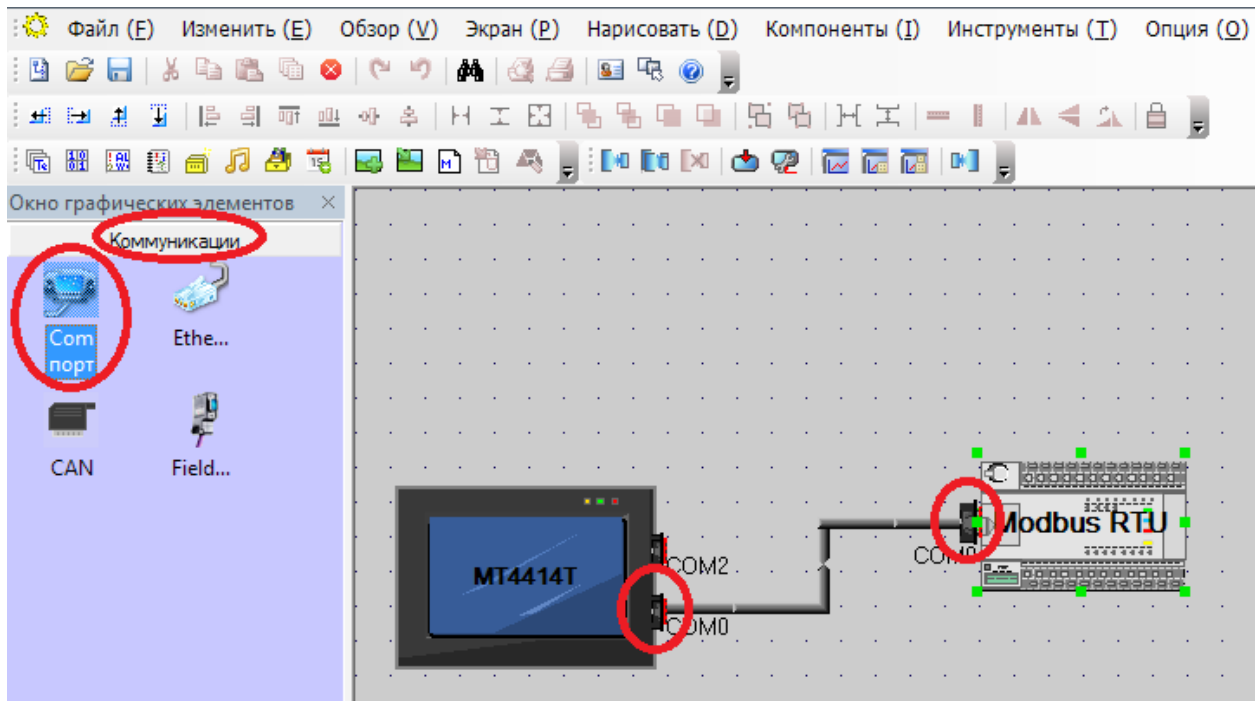 Файл (F) Изменить (E) Обзор (V) Экран (P) Нарисовать (D) Компоненты (I) Инструменты (T) Опция (O)
Окно графических элементов
Коммуникации
Com порт
Ethe...
CAN
Field...
MT4414T
COM2
COM0
COM0
Modbus RTU